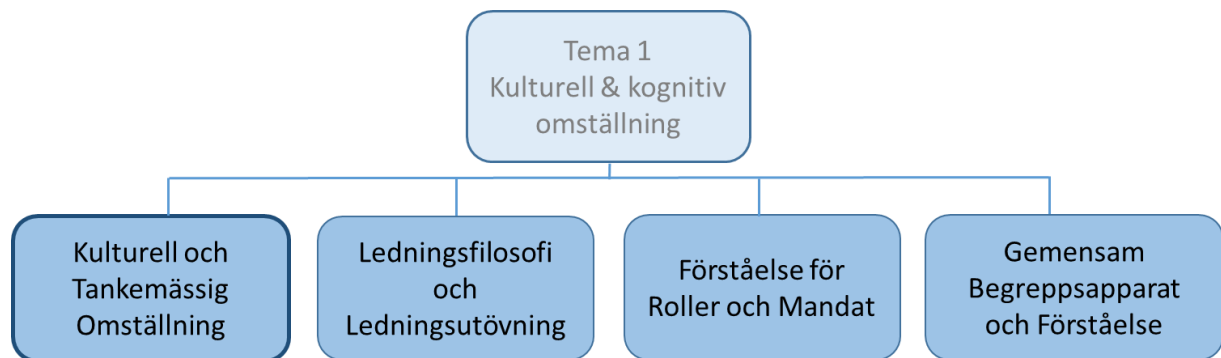 Tema 1
Kulturell & kognitiv
omställning
Kulturell och
Tankemässig
Omställning
Ledningsfilosofi
och
Ledningsutövning
Förståelse för
Roller och Mandat
Gemensam
Begreppsapparat
och Förståelse